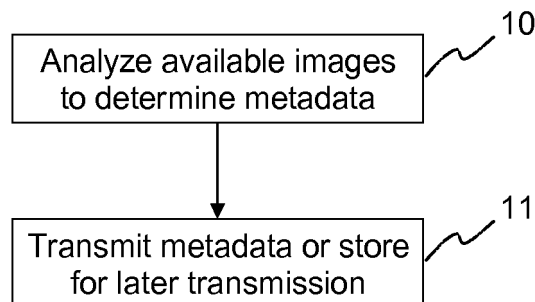 10
Analyze available images
to determine metadata
11
Transmit metadata or store
for later transmission